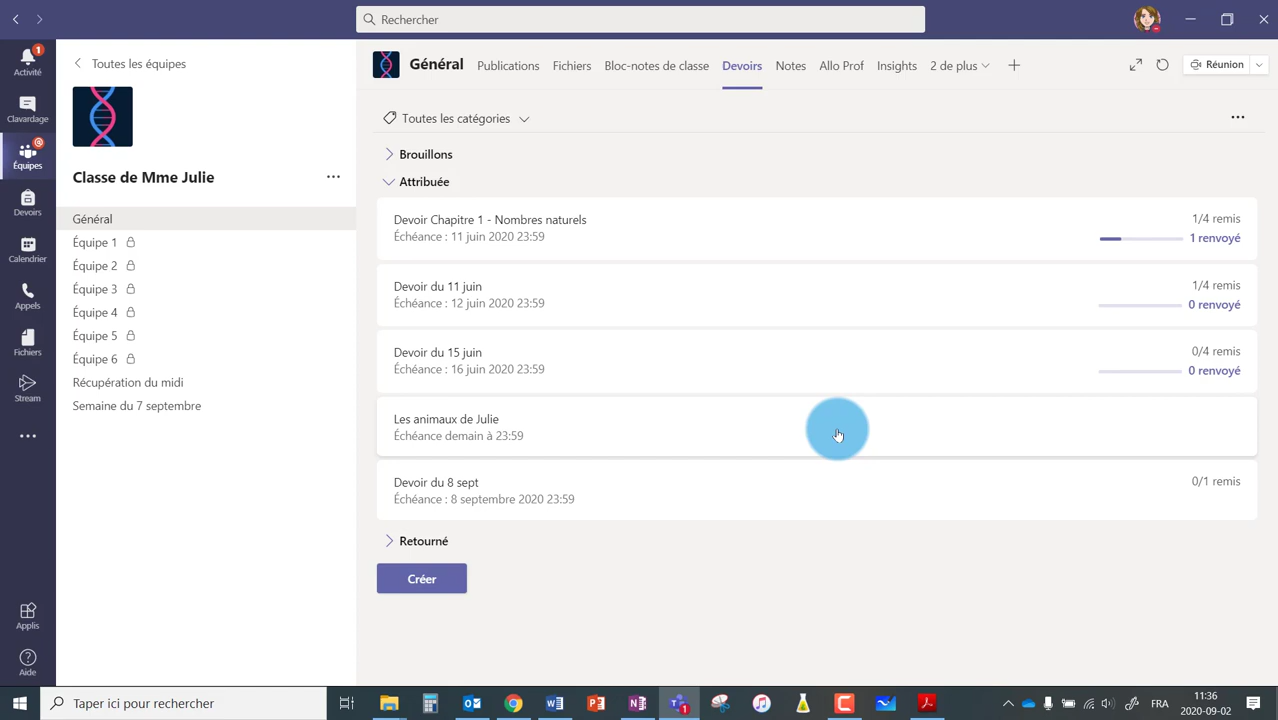 Rechercher
Activité
1
Clavardage
Équipes
Devoirs
Calendrier
Appels
Fichiers
Stream
Applis
Aide
Toutes les équipes
Classe de Mme Julie
Général
Équipe 1
Équipe 2
Équipe 3
Équipe 4
Équipe 5
Équipe 6
Récupération du midi
Semaine du 7 septembre
Général Publications Fichiers Bloc-notes de classe Devoirs Notes Allo Prof Insights 2 de plus Réunion
Toutes les catégories
Brouillons
Attribuée
Devoir Chapitre 1 - Nombres naturels 1/4 remis
Échéance : 11 juin 2020 23:59 1 renvoyé
Devoir du 11 juin 1/4 remis
Échéance : 12 juin 2020 23:59 0 renvoyé
Devoir du 15 juin 0/4 remis
Échéance : 16 juin 2020 23:59 0 renvoyé
Les animaux de Julie
Échéance demain à 23:59
Devoir du 8 sept 0/1 remis
Échéance : 8 septembre 2020 23:59
Retourné
Créer
Taper ici pour rechercher
1
FRA
11:36
2020-09-02